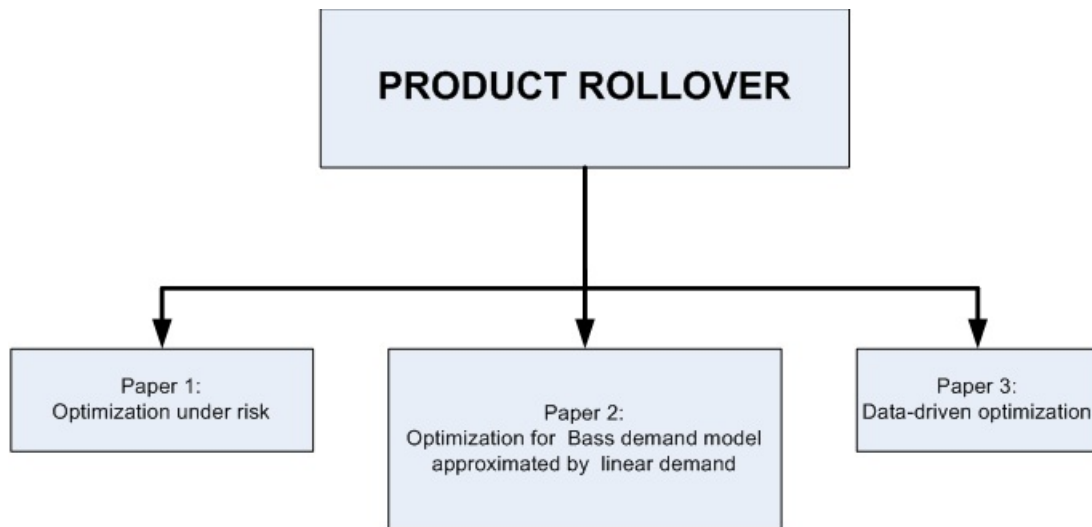 PRODUCT ROLLOVER
Paper 1:
Optimization under risk
Paper 2:
Optimization for Bass demand model
approximated by linear demand
Paper 3:
Data-driven optimization